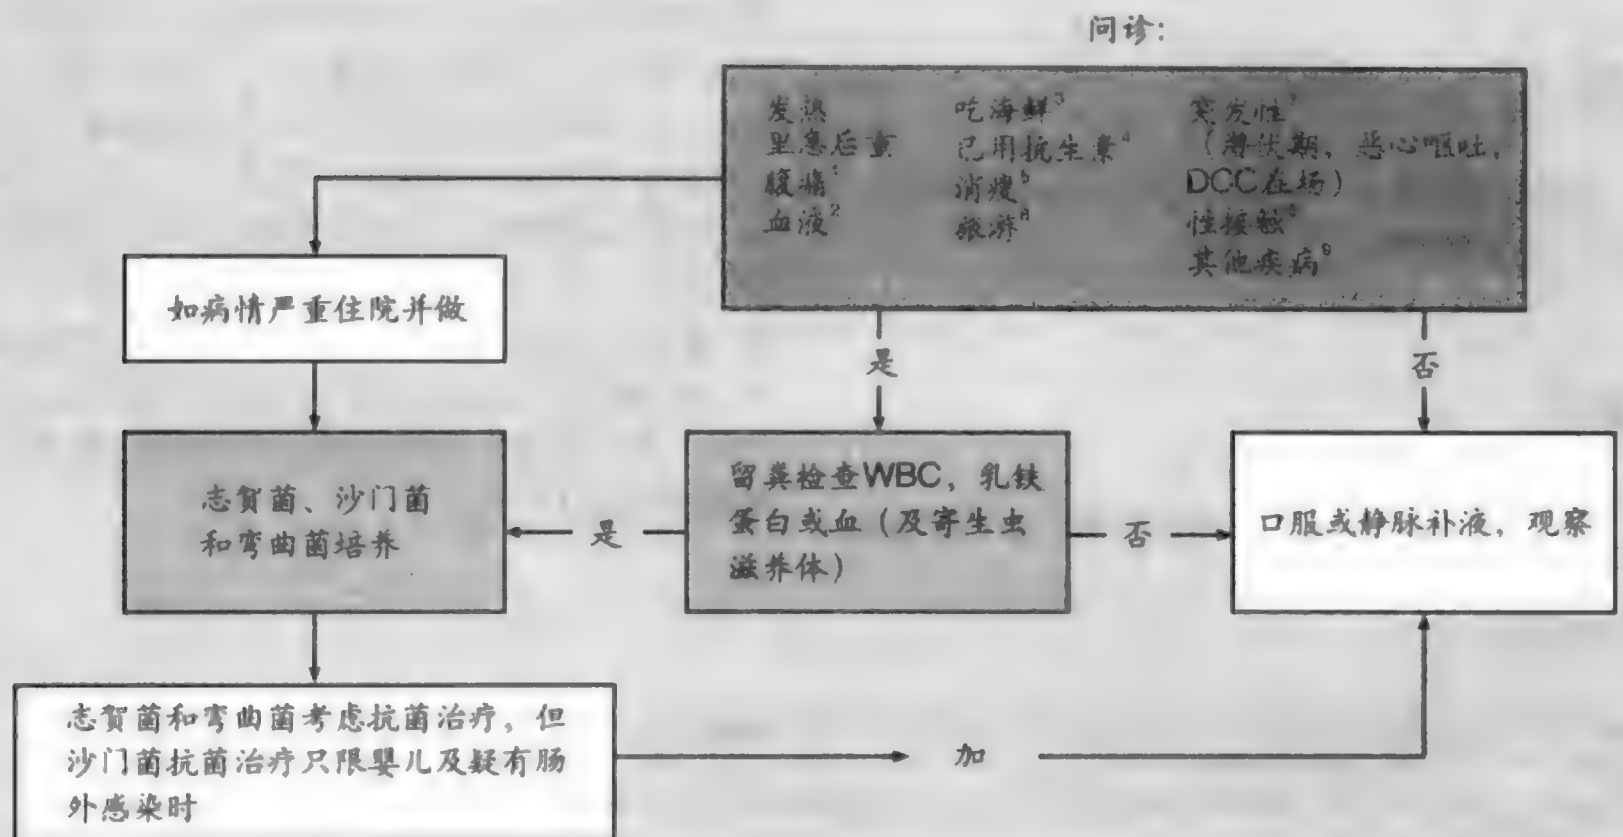 问诊:
发热
里急后重
腹痛1
血液2
吃海鲜3
已用抗生素4
消瘦5
旅游6
突发性7
(潜伏期,恶心呕吐,
DCC在场)
性接触8
其他疾病9
如病情严重住院并做
是
否
志贺菌、沙门菌
和弯曲菌培养
是
留粪检查WBC,乳铁
蛋白或血(及寄生虫
滋养体)
否
口服或静脉补液,观察
志贺菌和弯曲菌考虑抗菌治疗,但
沙门菌抗菌治疗只限婴儿及疑有肠
外感染时
加